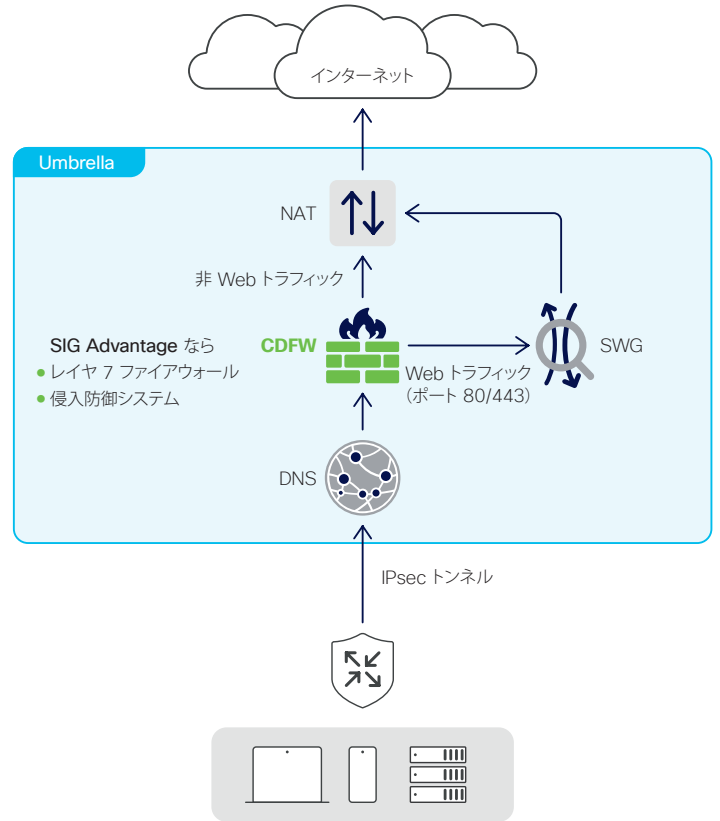 インターネット
Umbrella
NAT
非 Web トラフィック
SIG Advantage なら
● レイヤ 7 ファイアウォール
● 侵入防御システム
CDFW
SWG
Web トラフィック
（ポート 80/443）
DNS
IPsec トンネル